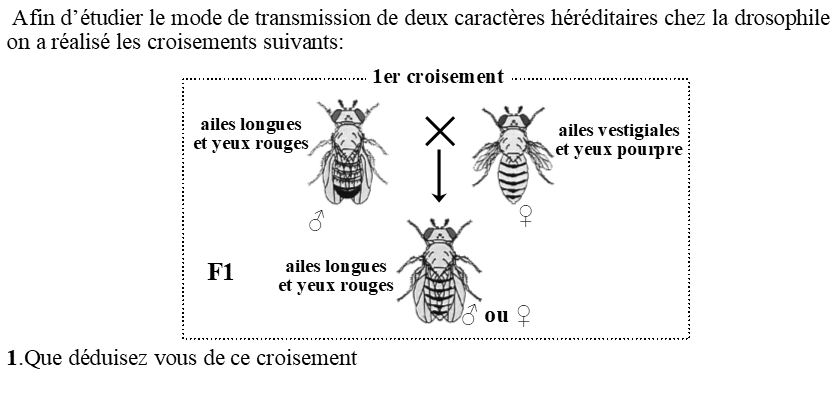 Afin d'étudier le mode de transmission de deux caractères héréditaires chez la drosophile
on a réalisé les croisements suivants:
1er croisement
ailes longues
et yeux rouges
ailes vestigiales
et yeux pourpre
♂
♀
F1
ailes longues
et yeux rouges
♂ ou ♀
1.Que déduisez vous de ce croisement